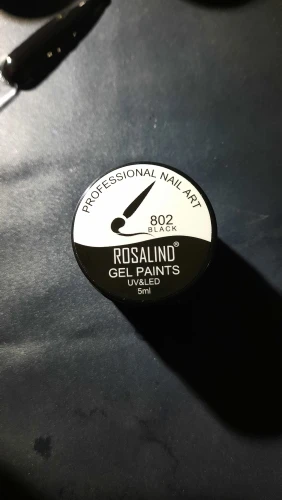 PROFESSIONAL NAIL ART
802
BLACK
ROSALIND®
GEL PAINTS
UV&LED
5ml